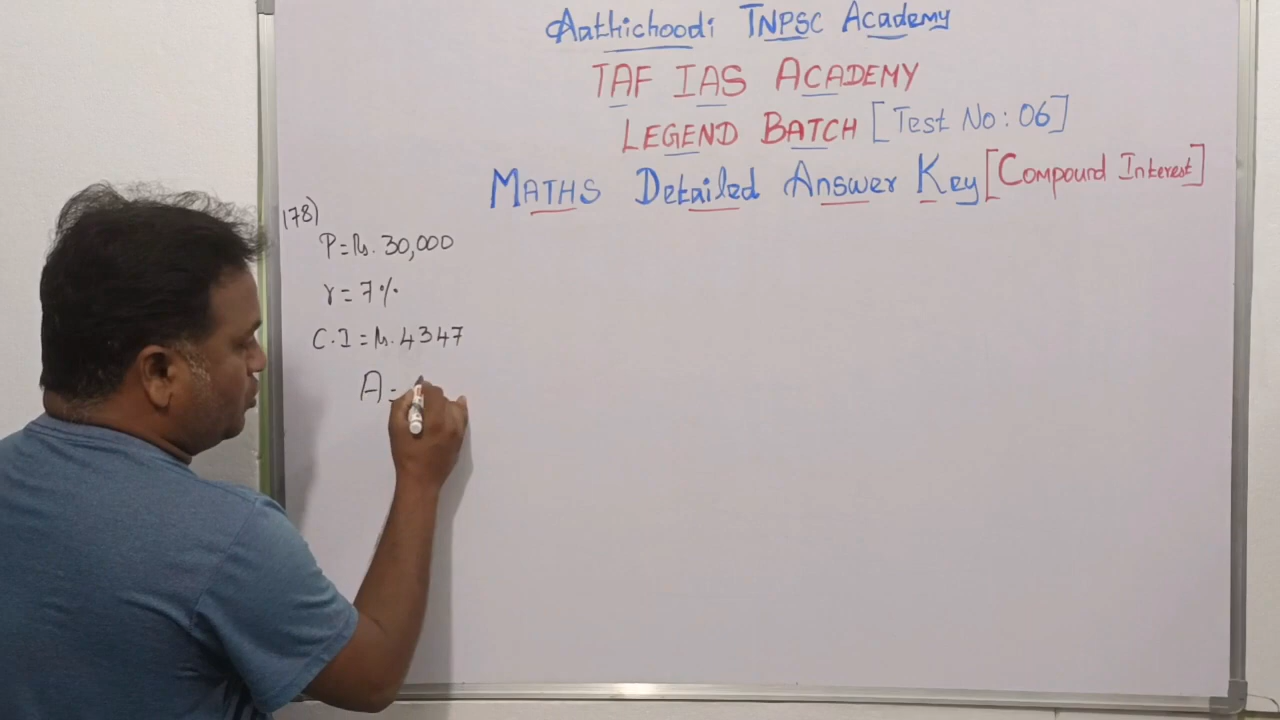 Aathichoodi TNPSC Academy
TAF IAS ACADEMY
LEGEND BATCH [Test No: 06]
MATHS Detailed Answer Key [Compound Interest]
178)
P = Rs. 30,000
r = 7%
C.I = Rs. 4347
A =